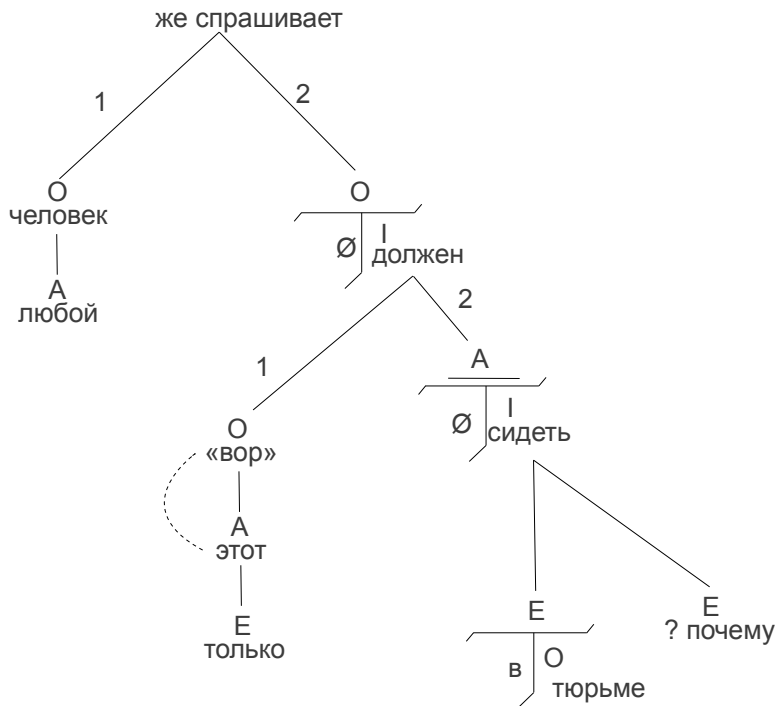 же спрашивает
1
2
О
человек
О
Ø
I
должен
А
любой
2
1
А
Ø
I
сидеть
О
«вор»
А
этот
Е
только
Е
Е
? почему
в
О
тюрьме